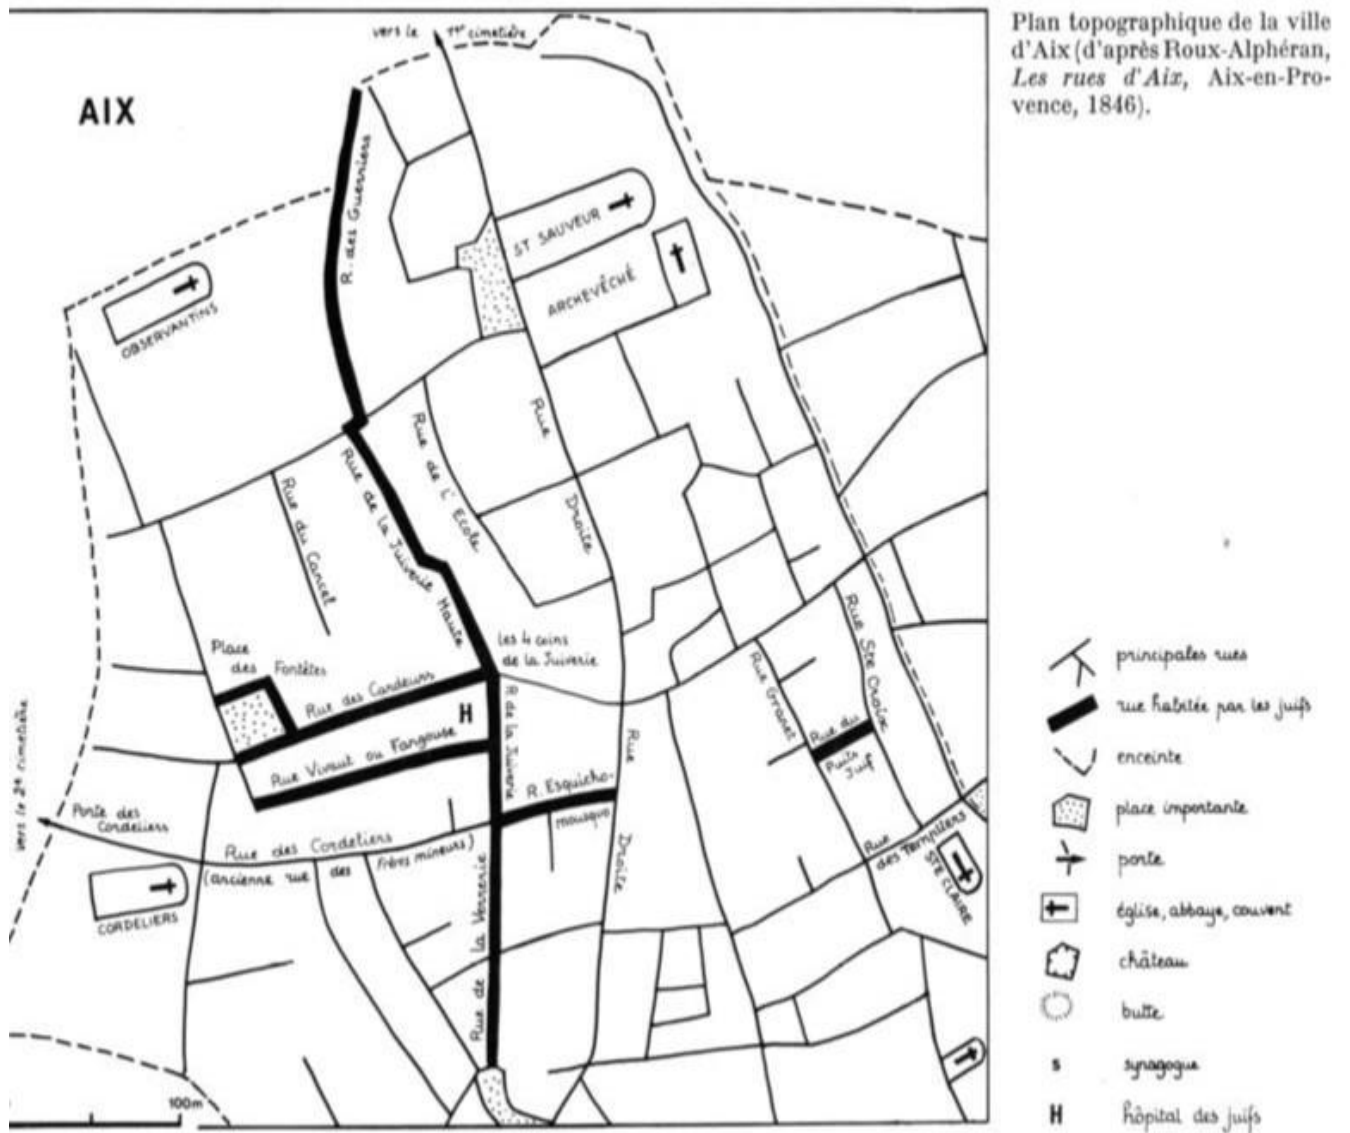 Plan topographique de la ville
d'Aix (d'après Roux-Alphéran,
Les rues d'Aix, Aix-en-Pro-
vence, 1846).
AIX
vers le 1er cimetière
R. des Guerriers
ST SAUVEUR
ARCHEVÊCHÉ
OBSERVANTINS
Rue de l'Ecole
Rue
Droite
Rue de la Juiverie Haute
Rue du Cancet
les 4 coins
de la Juiverie
Place
des Fontêtes
Rue des Cardeurs
H
Rue Vivaut ou Fangouse
R. de la Juiverie
R. Esquicho-
mousquo
Rue
Droite
Rue Granet
Rue Ste Croix
Rue du
Puits Juif
Rue
des Templiers
STE CLAIRE
vers le 2e cimetière
Porte des
Cordeliers
Rue des Cordeliers
(ancienne rue des Frères mineurs)
CORDELIERS
Rue de la Verrerie
100m
principales rues
rue habitée par les juifs
enceinte
place importante
porte
église, abbaye, couvent
château
butte
S synagogue
H hôpital des juifs